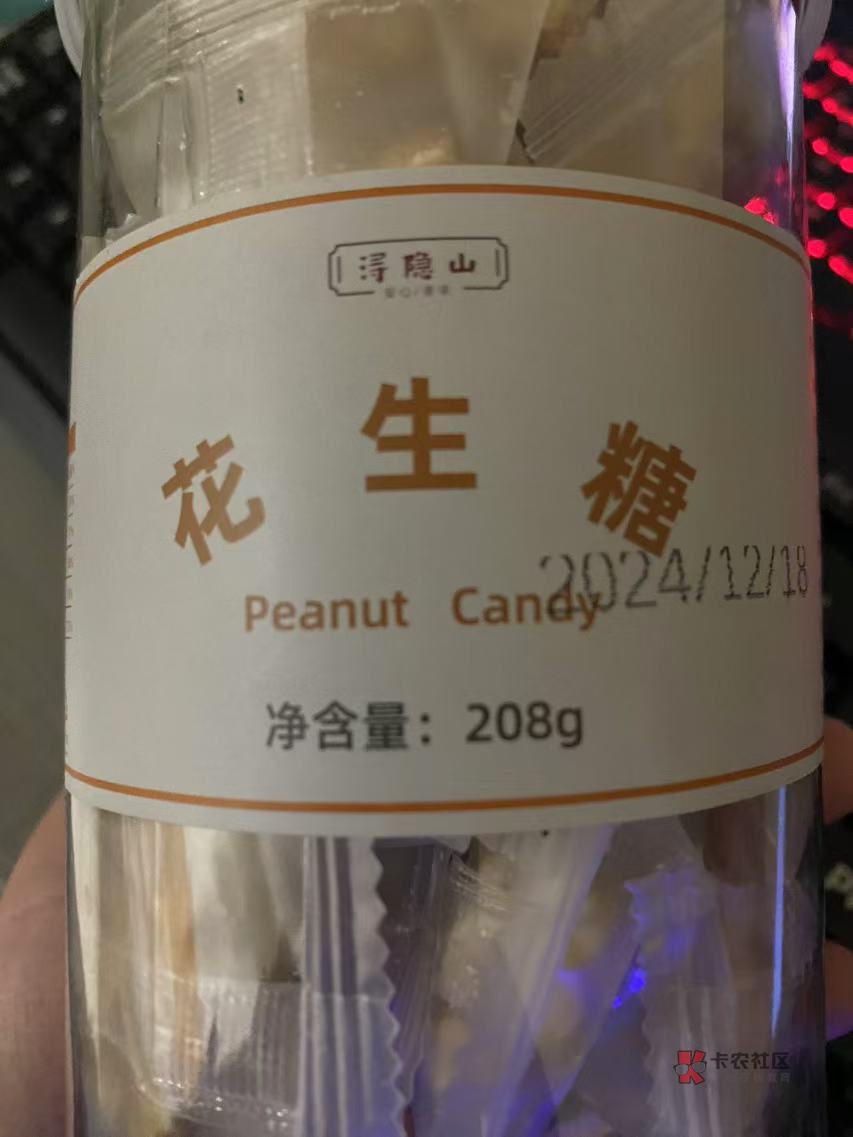 浔隐山
花生糖
2024/12/18
Peanut Candy
净含量：208g
卡农社区